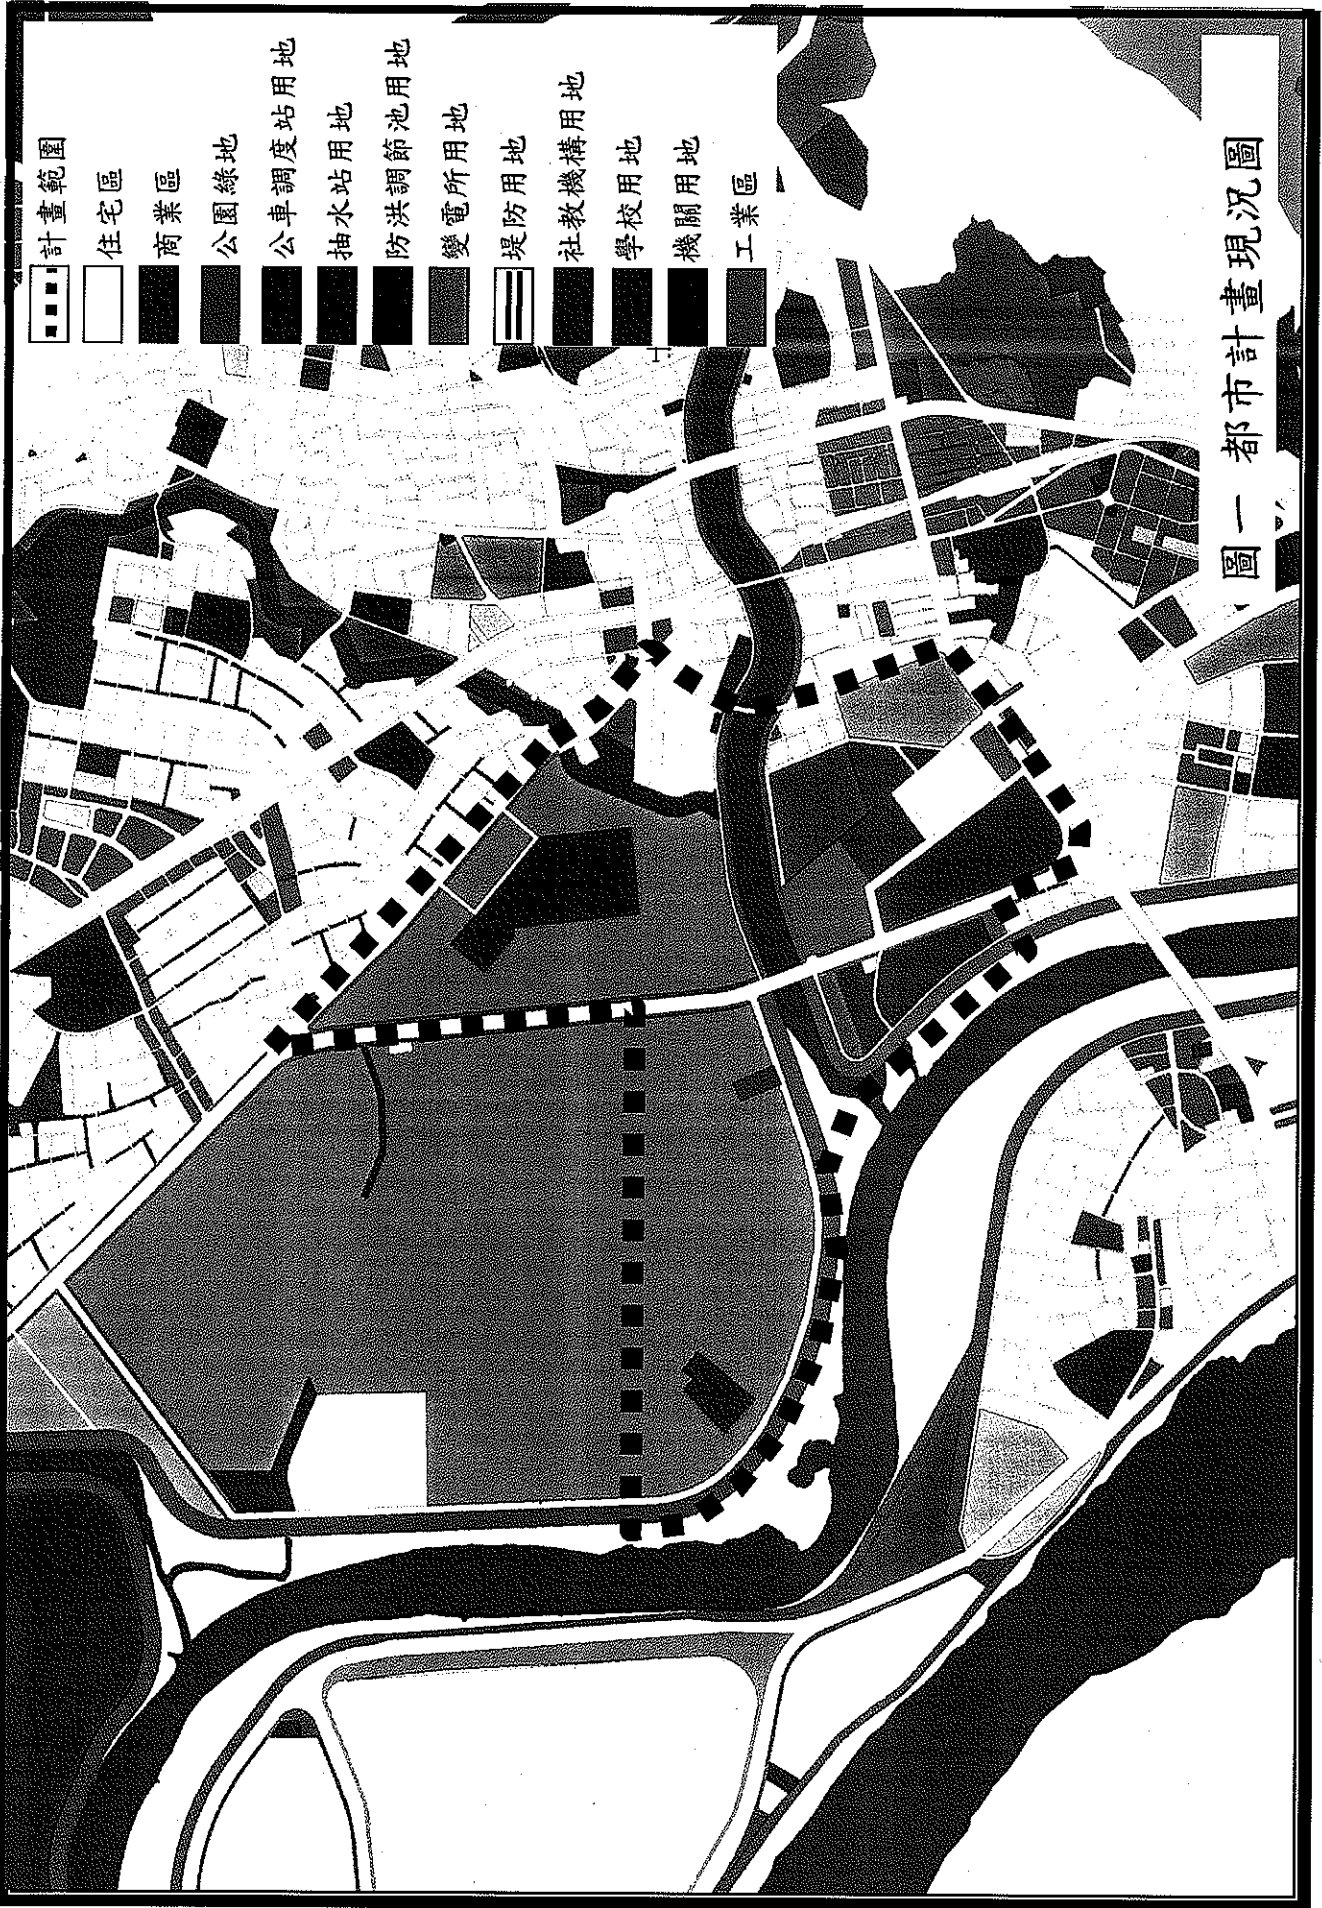 計畫範圍
住宅區
商業區
公園綠地
公車調度站用地
抽水站用地
防洪調節池用地
變電所用地
堤防用地
社教機構用地
學校用地
機關用地
工業區
圖一 都市計畫現況圖